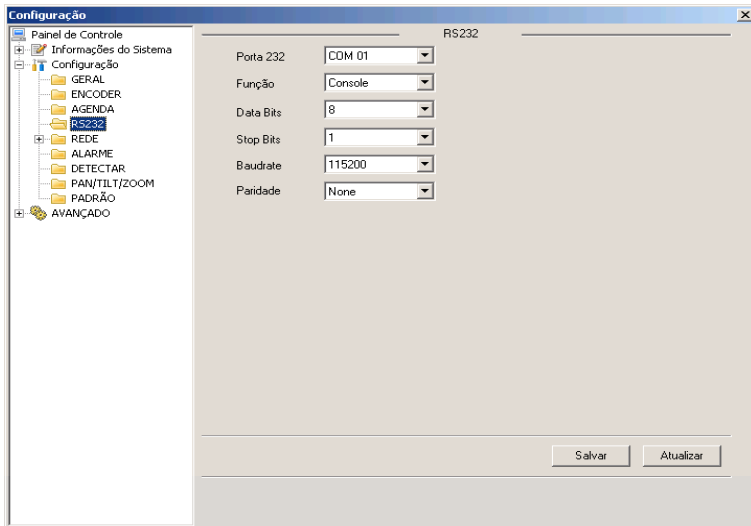 Configuração
Painel de Controle
Informações do Sistema
Configuração
GERAL
ENCODER
AGENDA
RS232
REDE
ALARME
DETECTAR
PAN/TILT/ZOOM
PADRÃO
AVANÇADO
RS232
Porta 232 COM 01
Função Console
Data Bits 8
Stop Bits 1
Baudrate 115200
Paridade None
Salvar Atualizar